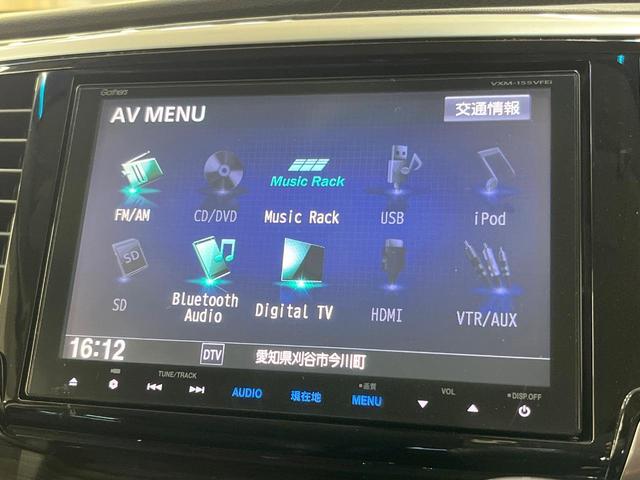 Gathers
VXM-155VFEi
AV MENU
交通情報
FM/AM
CD/DVD
Music Rack
Music Rack
USB
iPod
SD
SD
Bluetooth
Audio
Digital TV
HDMI
VTR/AUX
16:12
DTV
愛知県刈谷市今川町
TUNE/TRACK
画質
VOL
DISP.OFF
AUDIO
現在地
MENU